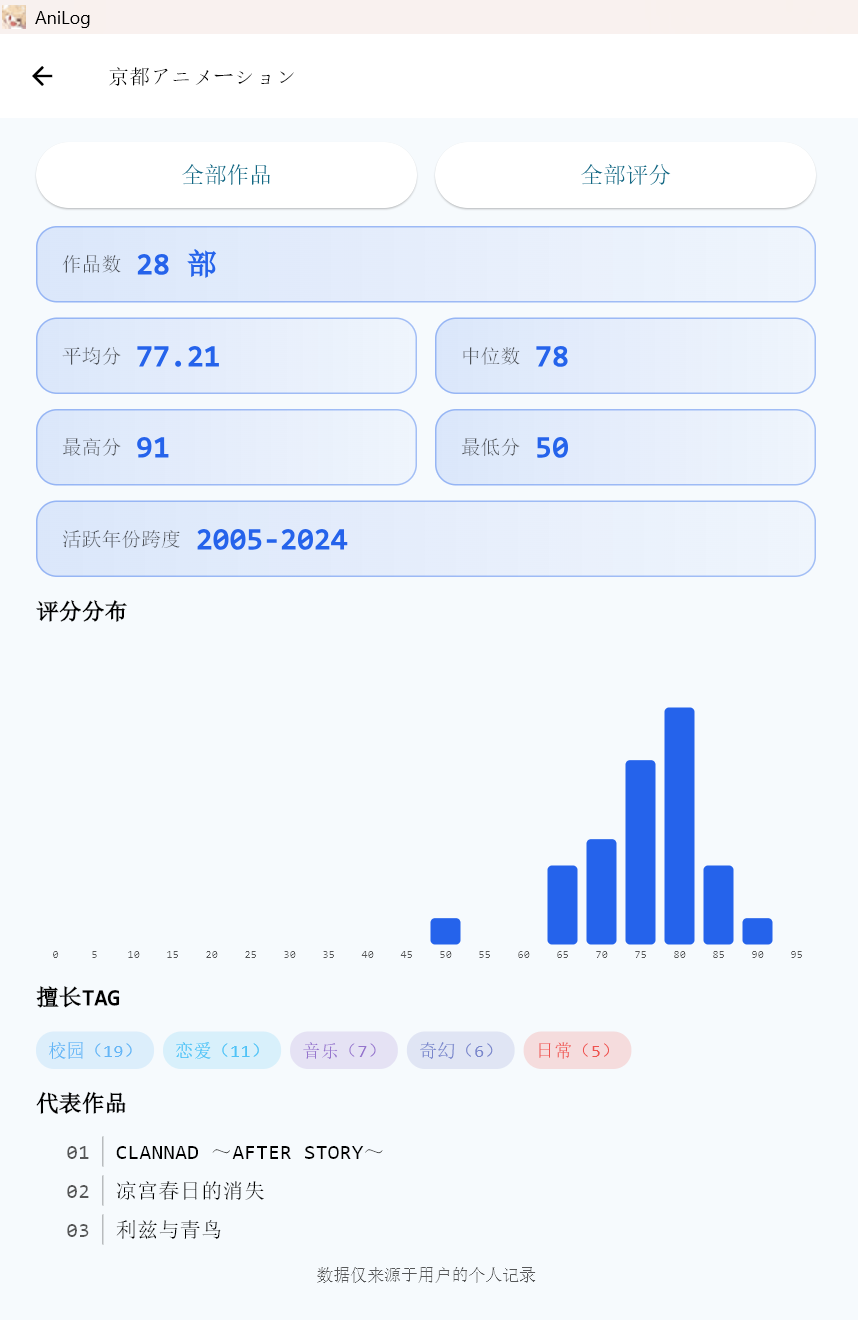 AniLog
京都アニメーション
全部作品 全部评分
作品数 28 部
平均分 77.21 中位数 78
最高分 91 最低分 50
活跃年份跨度 2005-2024
评分分布
0 5 10 15 20 25 30 35 40 45 50 55 60 65 70 75 80 85 90 95
擅长TAG
校园（19） 恋爱（11） 音乐（7） 奇幻（6） 日常（5）
代表作品
01 CLANNAD ～AFTER STORY～
02 凉宫春日的消失
03 利兹与青鸟
数据仅来源于用户的个人记录